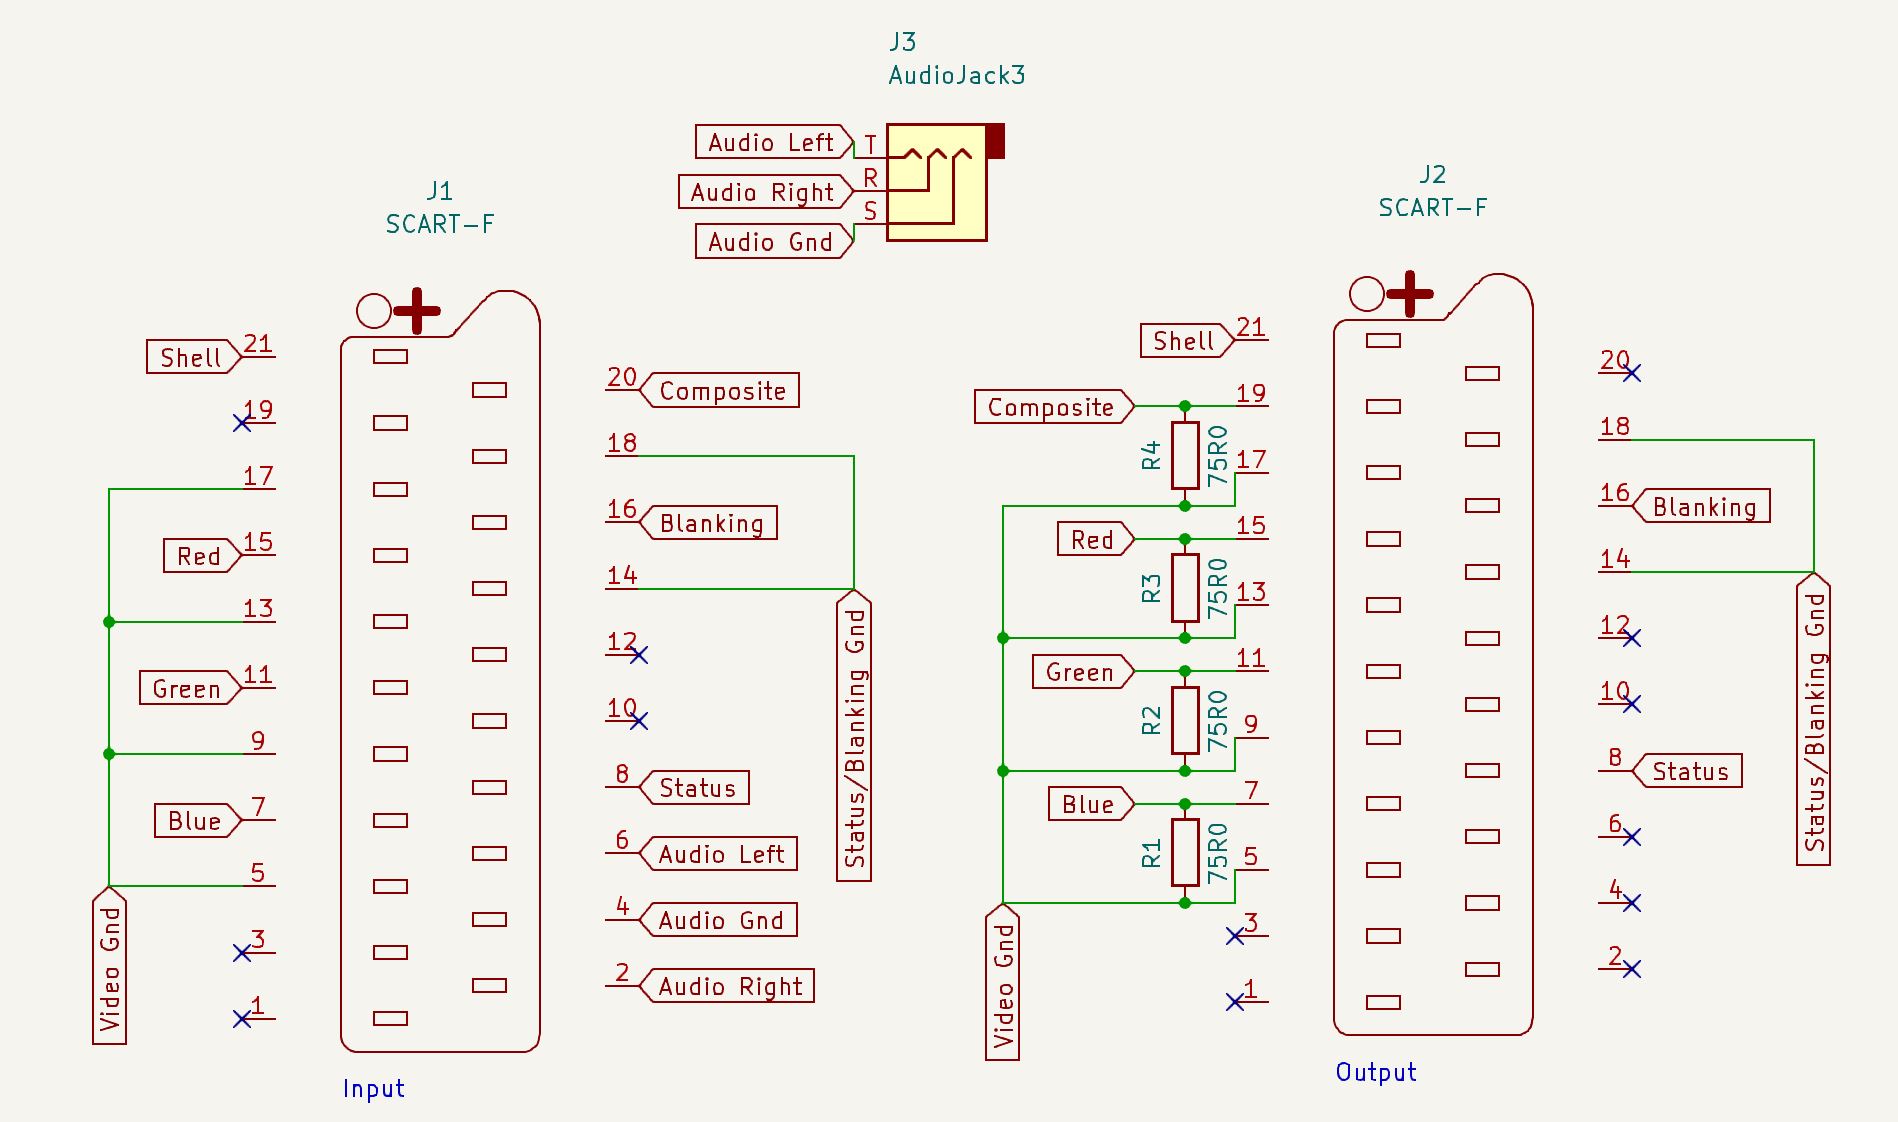 J3
AudioJack3
Audio Left
T
Audio Right
R
Audio Gnd
S
J1
SCART-F
Shell
21
19
17
Red
15
13
Green
11
9
Blue
7
5
3
1
Video Gnd
20
Composite
18
16
Blanking
14
12
10
8
Status
6
Audio Left
4
Audio Gnd
2
Audio Right
Status/Blanking Gnd
Input
J2
SCART-F
Shell
21
Composite
19
R4
75R0
17
Red
15
R3
75R0
13
Green
11
R2
75R0
9
Blue
7
R1
75R0
5
3
1
Video Gnd
20
18
16
Blanking
14
12
10
8
Status
6
4
2
Status/Blanking Gnd
Output